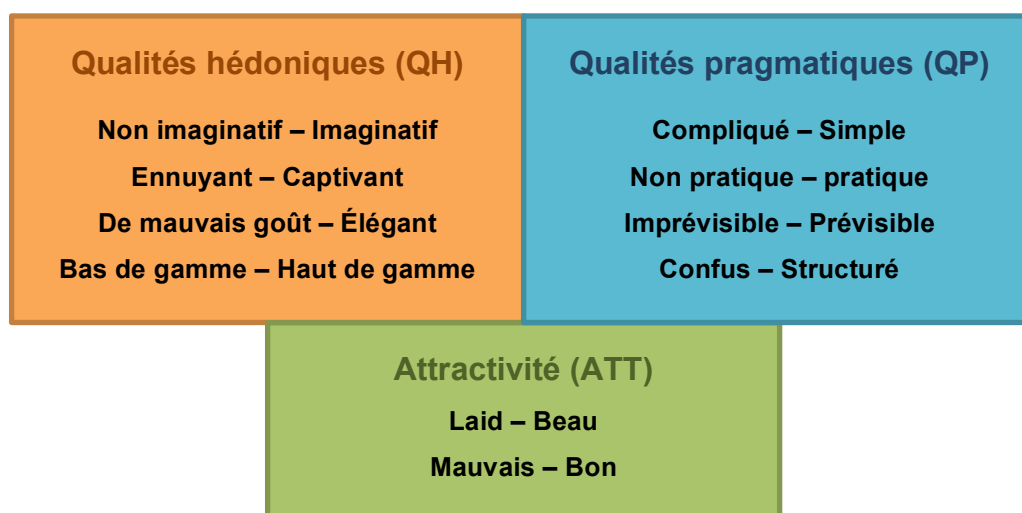 Qualités hédoniques (QH)
Non imaginatif – Imaginatif
Ennuyant – Captivant
De mauvais goût – Élégant
Bas de gamme – Haut de gamme
Qualités pragmatiques (QP)
Compliqué – Simple
Non pratique – pratique
Imprévisible – Prévisible
Confus – Structuré
Attractivité (ATT)
Laid – Beau
Mauvais – Bon